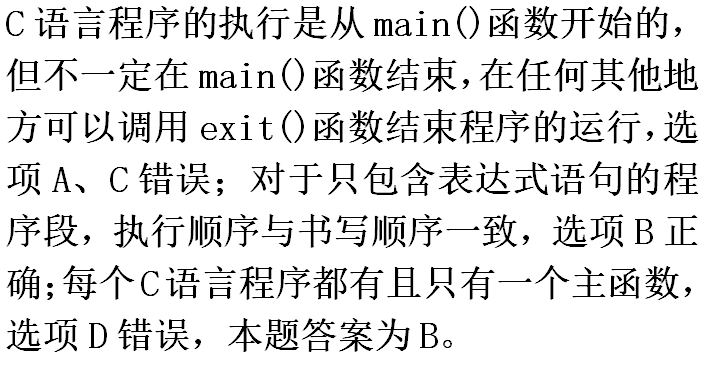 C语言程序的执行是从main()函数开始的，
但不一定在main()函数结束，在任何其他地
方可以调用exit()函数结束程序的运行，选
项A、C错误；对于只包含表达式语句的程
序段，执行顺序与书写顺序一致，选项B正
确；每个C语言程序都有且只有一个主函数，
选项D错误，本题答案为B。